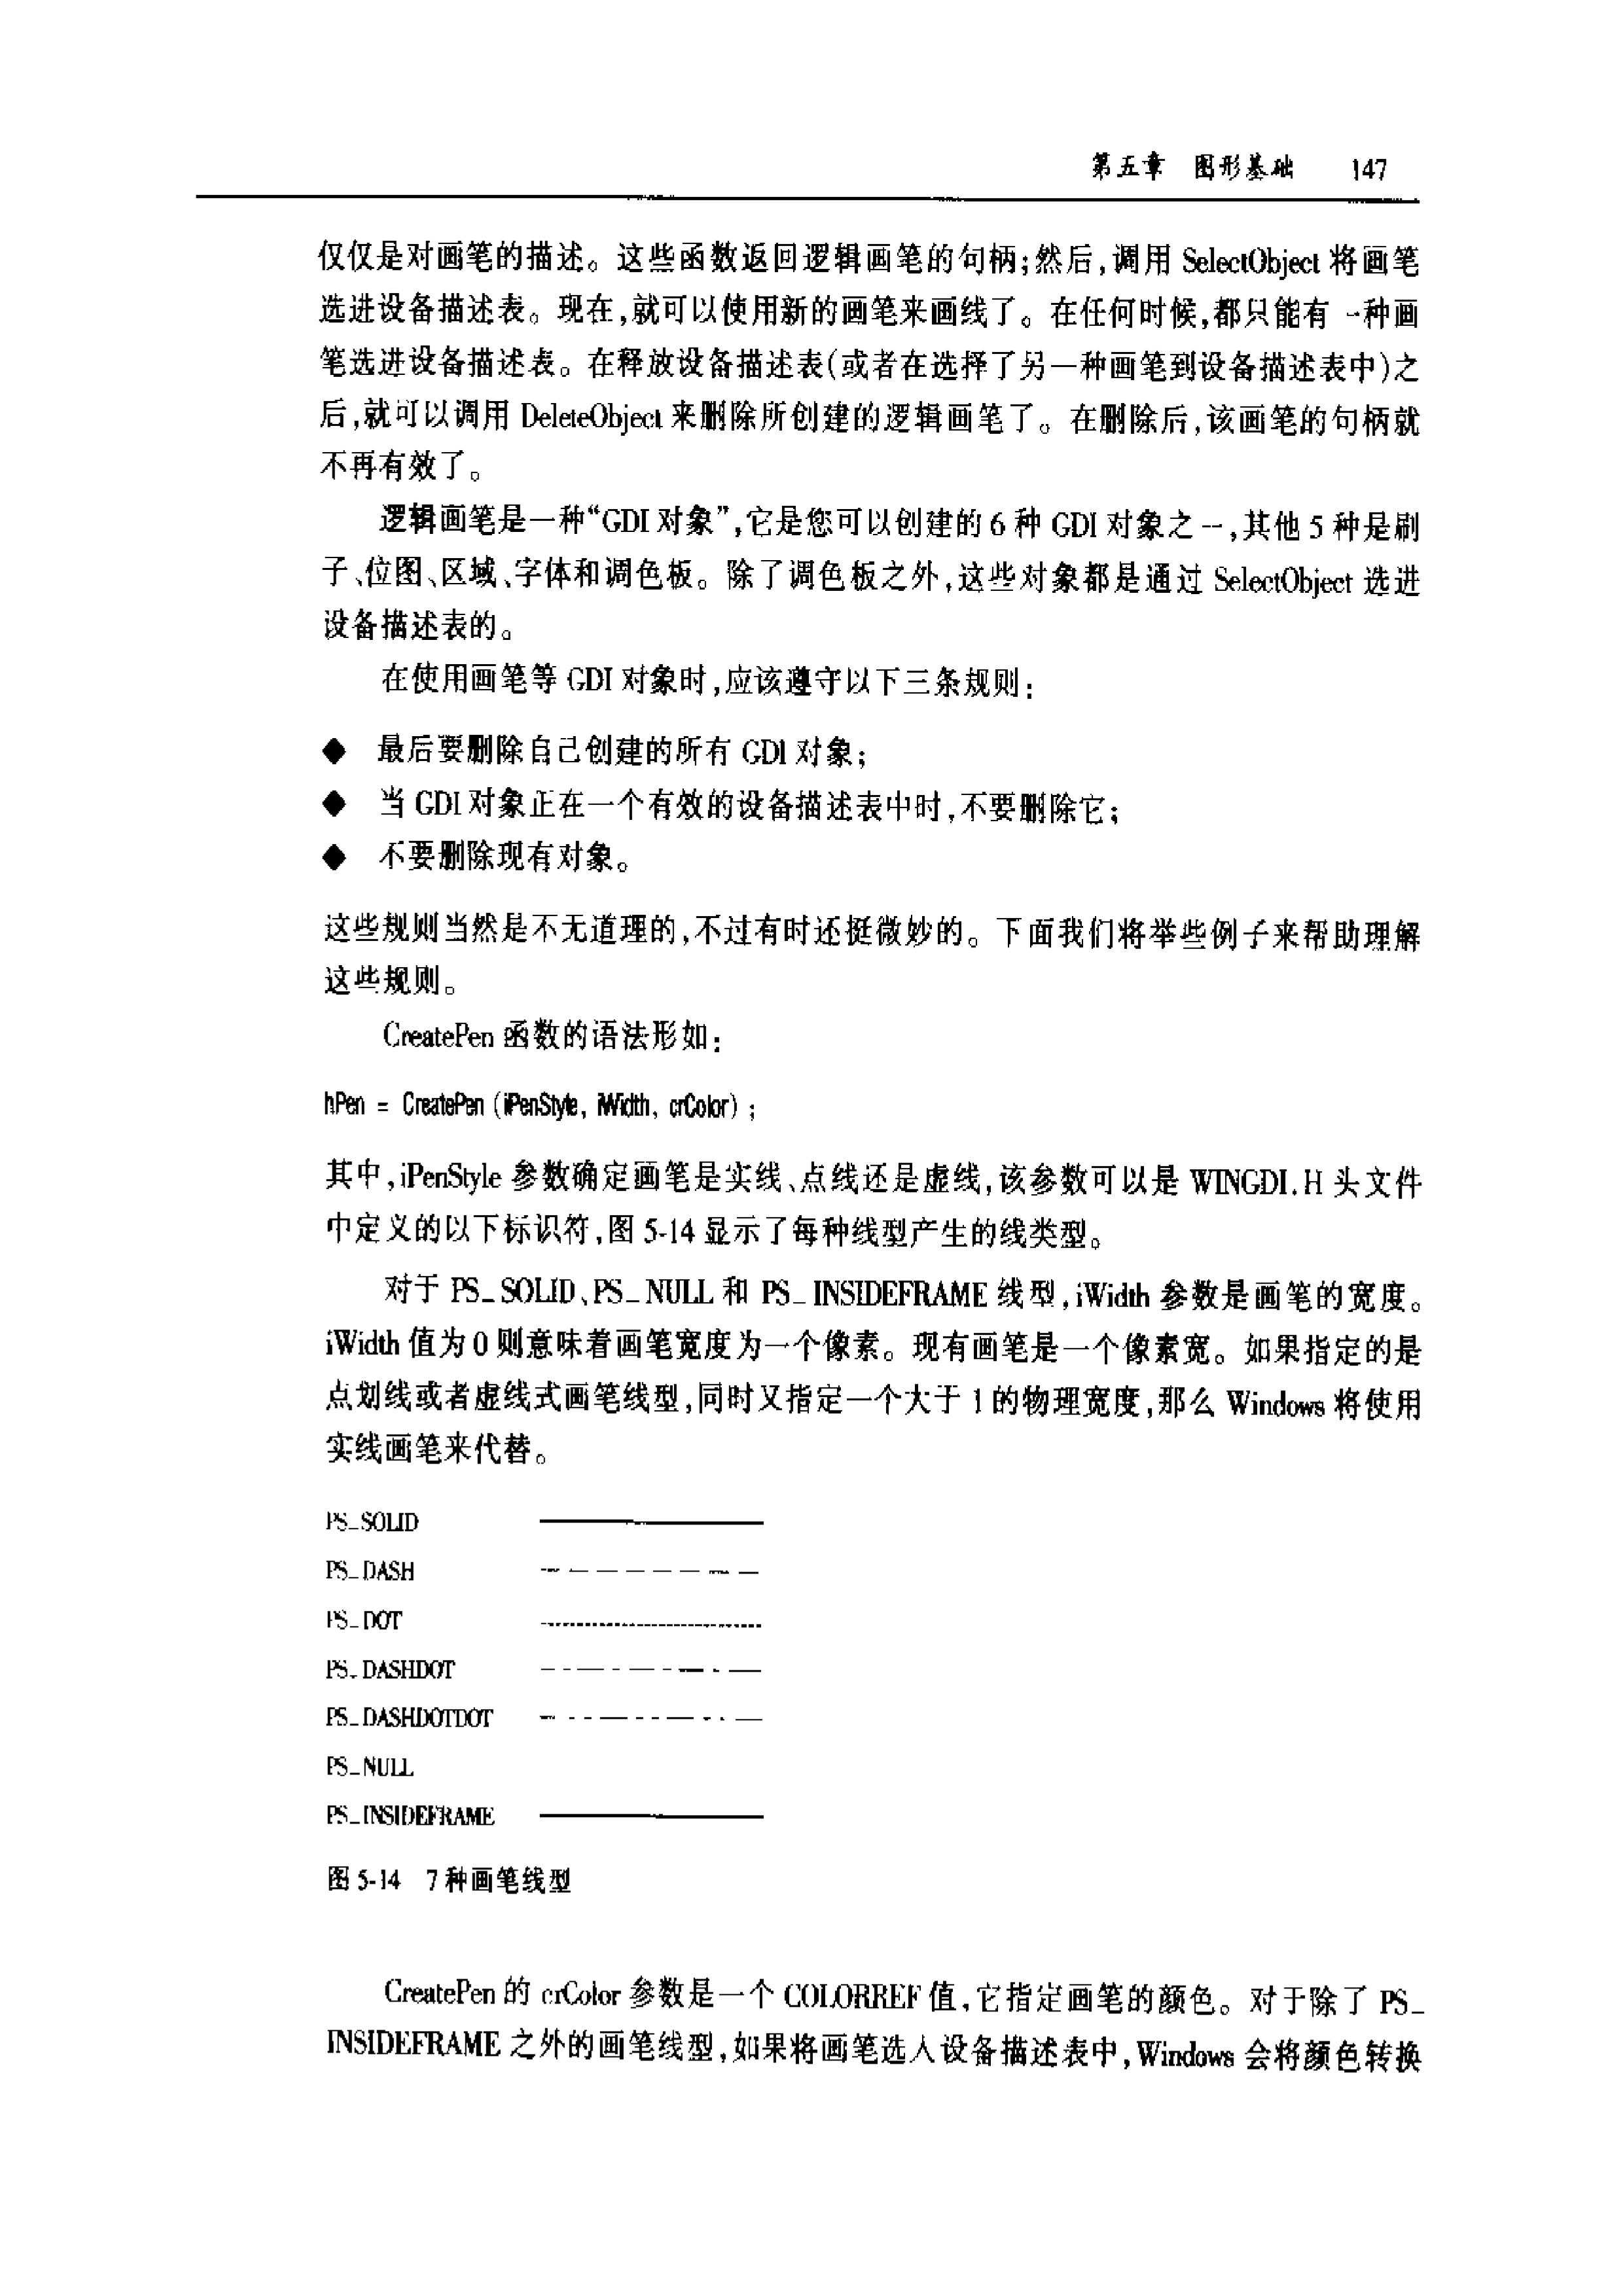 第五章 图形基础 147
仅仅是对画笔的描述。这些函数返回逻辑画笔的句柄;然后,调用 SelectObject 将画笔
选进设备描述表。现在,就可以使用新的画笔来画线了。在任何时候,都只能有一种画
笔选进设备描述表。在释放设备描述表(或者在选择了另一种画笔到设备描述表中)之
后,就可以调用 DeleteObject 来删除所创建的逻辑画笔了。在删除后,该画笔的句柄就
不再有效了。
逻辑画笔是一种“GDI 对象”,它是您可以创建的 6 种 GDI 对象之一,其他 5 种是刷
子、位图、区域、字体和调色板。除了调色板之外,这些对象都是通过 SelectObject 选进
设备描述表的。
在使用画笔等 GDI 对象时,应该遵守以下三条规则:
◆ 最后要删除自己创建的所有 GDI 对象;
◆ 当 GDI 对象正在一个有效的设备描述表中时,不要删除它;
◆ 不要删除现有对象。
这些规则当然是不无道理的,不过有时还挺微妙的。下面我们将举些例子来帮助理解
这些规则。
CreatePen 函数的语法形如:
hPen = CreatePen (iPenStyle, iWidth, crColor) ;
其中,iPenStyle 参数确定画笔是实线、点线还是虚线,该参数可以是 WINGDI.H 头文件
中定义的以下标识符,图 5-14 显示了每种线型产生的线类型。
对于 PS_SOLID、PS_NULL 和 PS_INSIDEFRAME 线型,iWidth 参数是画笔的宽度。
iWidth 值为 0 则意味着画笔宽度为一个像素。现有画笔是一个像素宽。如果指定的是
点划线或者虚线式画笔线型,同时又指定一个大于 1 的物理宽度,那么 Windows 将使用
实线画笔来代替。
PS_SOLID
PS_DASH
PS_DOT
PS_DASHDOT
PS_DASHDOTDOT
PS_NULL
PS_INSIDEFRAME
图 5-14 7 种画笔线型
CreatePen 的 crColor 参数是一个 COLORREF 值,它指定画笔的颜色。对于除了 PS_
INSIDEFRAME 之外的画笔线型,如果将画笔选入设备描述表中,Windows 会将颜色转换